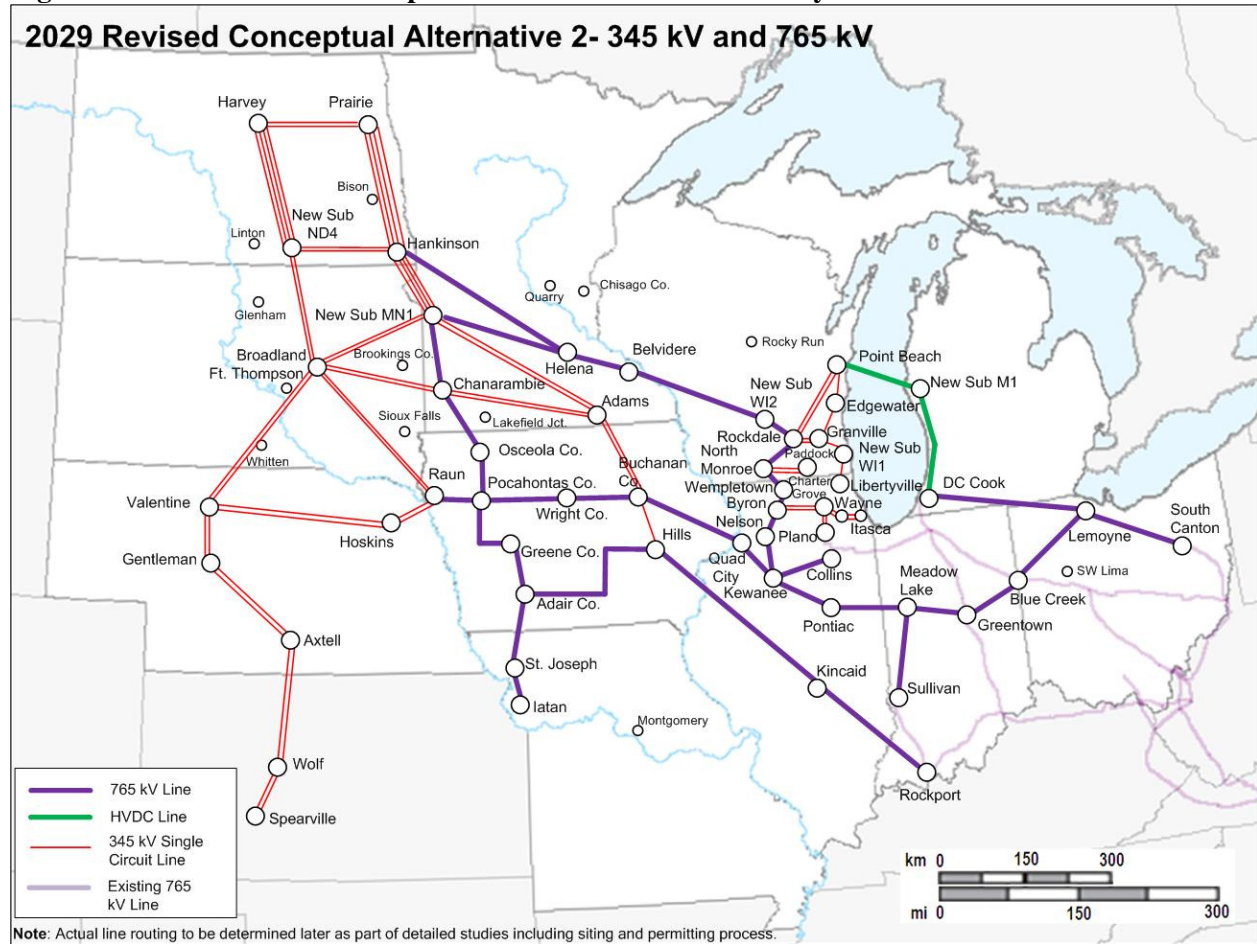 2029 Revised Conceptual Alternative 2- 345 kV and 765 kV
Harvey
Prairie
Bison
New Sub
ND4
Linton
Hankinson
Glenham
New Sub MN1
Quarry
Chisago Co.
Broadland
Ft. Thompson
Brookings Co.
Helena
Belvidere
Rocky Run
Point Beach
New Sub M1
Chanarambie
Adams
New Sub
WI2
Edgewater
Sioux Falls
Lakefield Jct.
Rockdale
Granville
Whitten
Osceola Co.
North
Monroe
Paddock
New Sub
WI1
Valentine
Raun
Pocahontas Co.
Wright Co.
Buchanan
Co.
Wempletown
Charter
Grove
Libertyville
DC Cook
Hoskins
Byron
Wayne
Itasca
Gentleman
Greene Co.
Hills
Nelson
Plano
Lemoyne
South
Canton
Quad
City
Collins
Meadow
Lake
SW Lima
Adair Co.
Kewanee
Blue Creek
Pontiac
Greentown
Axtell
St. Joseph
Kincaid
Sullivan
Iatan
Montgomery
Wolf
Rockport
Spearville
765 kV Line
HVDC Line
345 kV Single
Circuit Line
Existing 765
kV Line
km 0 150 300
mi 0 150 300
Note: Actual line routing to be determined later as part of detailed studies including siting and permitting process.